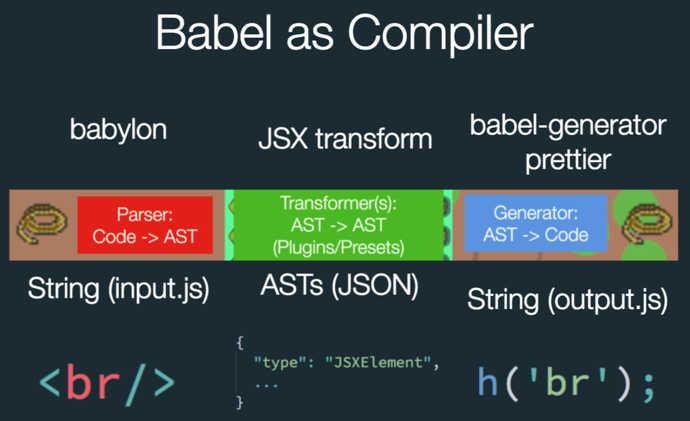 Babel as Compiler
babylon
JSX transform
babel-generator
prettier
Parser:
Code -> AST
Transformer(s):
AST -> AST
(Plugins/Presets)
Generator:
AST -> Code
String (input.js)
ASTs (JSON)
String (output.js)
<br/>
{
"type": "JSXElement",
...
}
h('br');